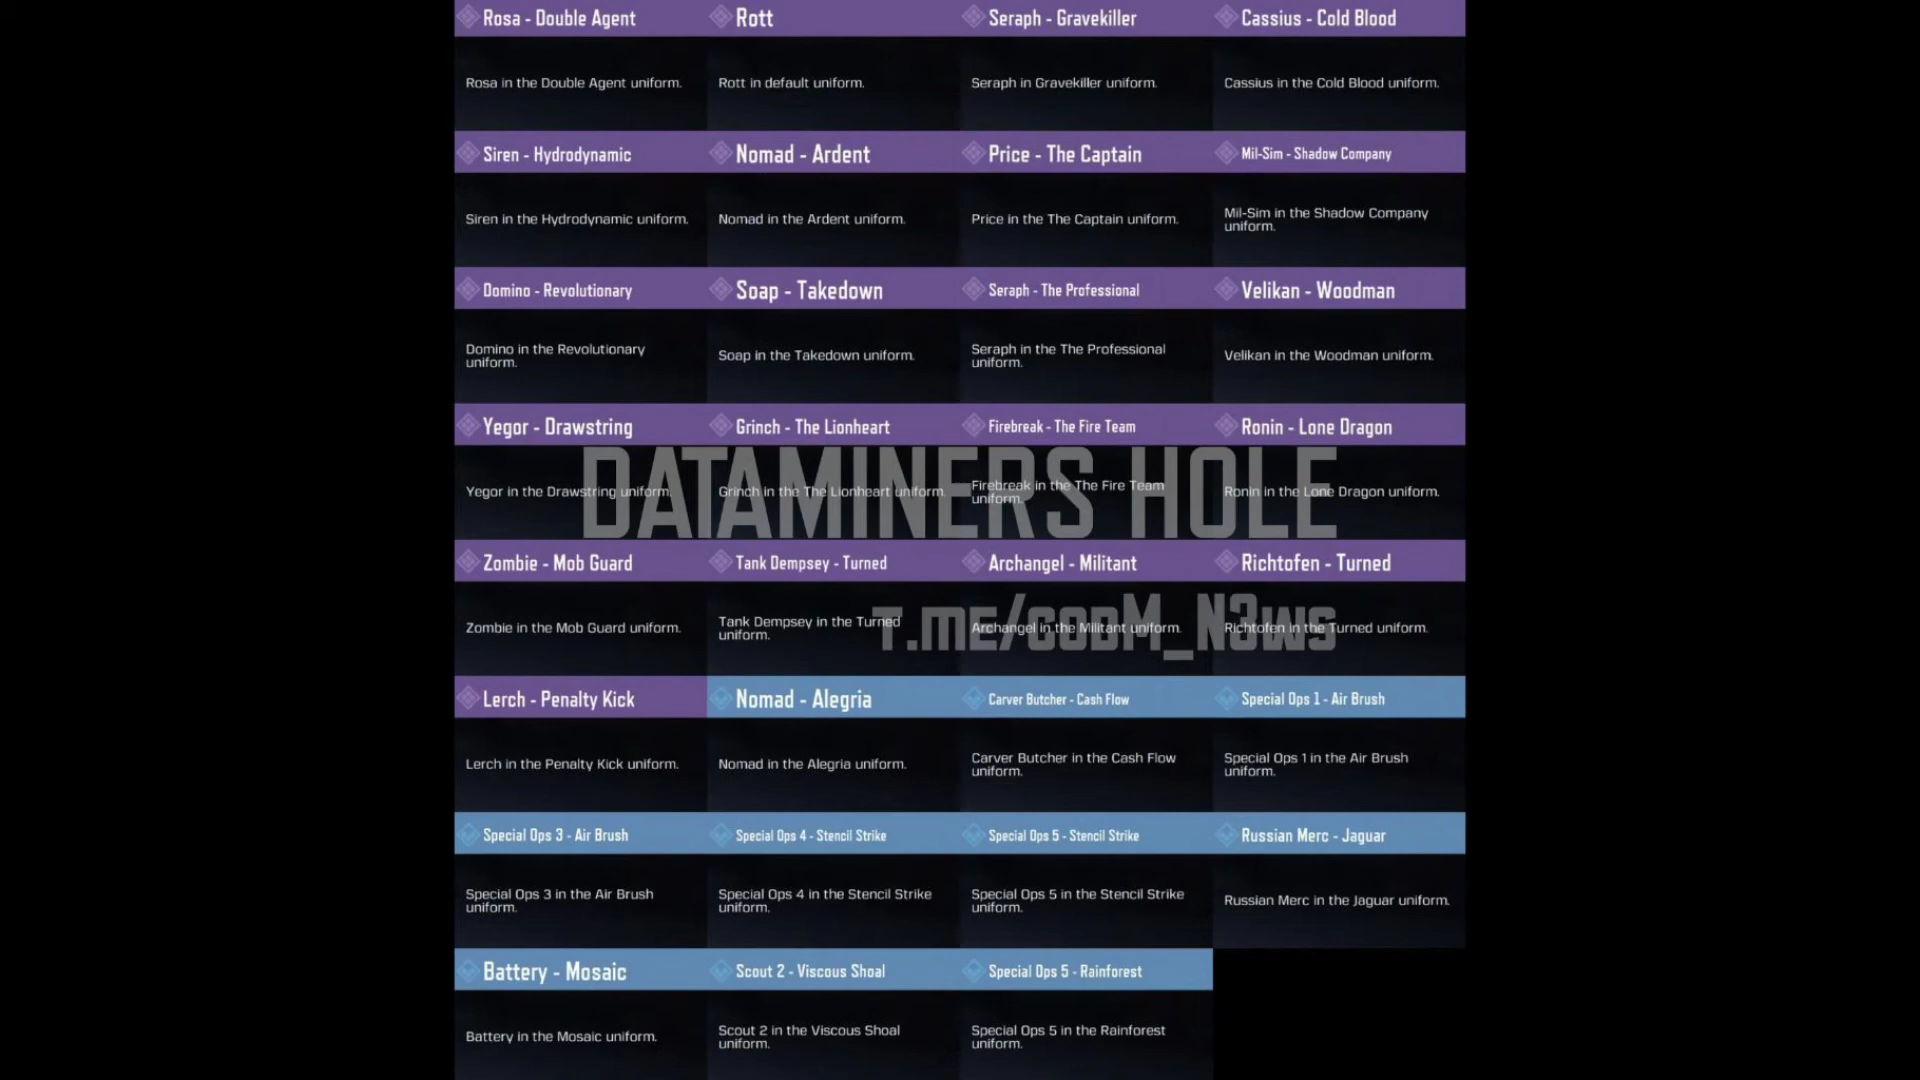 Rosa - Double Agent
Rott
Seraph - Gravekiller
Cassius - Cold Blood
Rosa in the Double Agent uniform.
Rott in default uniform.
Seraph in Gravekiller uniform.
Cassius in the Cold Blood uniform.
Siren - Hydrodynamic
Nomad - Ardent
Price - The Captain
Mil-Sim - Shadow Company
Siren in the Hydrodynamic uniform.
Nomad in the Ardent uniform.
Price in the The Captain uniform.
Mil-Sim in the Shadow Company
uniform.
Domino - Revolutionary
Soap - Takedown
Seraph - The Professional
Velikan - Woodman
Domino in the Revolutionary
uniform.
Soap in the Takedown uniform.
Seraph in the The Professional
uniform.
Velikan in the Woodman uniform.
Yegor - Drawstring
Grinch - The Lionheart
Firebreak - The Fire Team
Ronin - Lone Dragon
Yegor in the Drawstring uniform.
Grinch in the The Lionheart uniform.
Firebreak in the The Fire Team
uniform.
Ronin in the Lone Dragon uniform.
DATAMINERS HOLE
Zombie - Mob Guard
Tank Dempsey - Turned
Archangel - Militant
Richtofen - Turned
Zombie in the Mob Guard uniform.
Tank Dempsey in the Turned
uniform.
Archangel in the Militant uniform.
Richtofen in the Turned uniform.
T.ME/CODM_N3WS
Lerch - Penalty Kick
Nomad - Alegria
Carver Butcher - Cash Flow
Special Ops 1 - Air Brush
Lerch in the Penalty Kick uniform.
Nomad in the Alegria uniform.
Carver Butcher in the Cash Flow
uniform.
Special Ops 1 in the Air Brush
uniform.
Special Ops 3 - Air Brush
Special Ops 4 - Stencil Strike
Special Ops 5 - Stencil Strike
Russian Merc - Jaguar
Special Ops 3 in the Air Brush
uniform.
Special Ops 4 in the Stencil Strike
uniform.
Special Ops 5 in the Stencil Strike
uniform.
Russian Merc in the Jaguar uniform.
Battery - Mosaic
Scout 2 - Viscous Shoal
Special Ops 5 - Rainforest
Battery in the Mosaic uniform.
Scout 2 in the Viscous Shoal
uniform.
Special Ops 5 in the Rainforest
uniform.